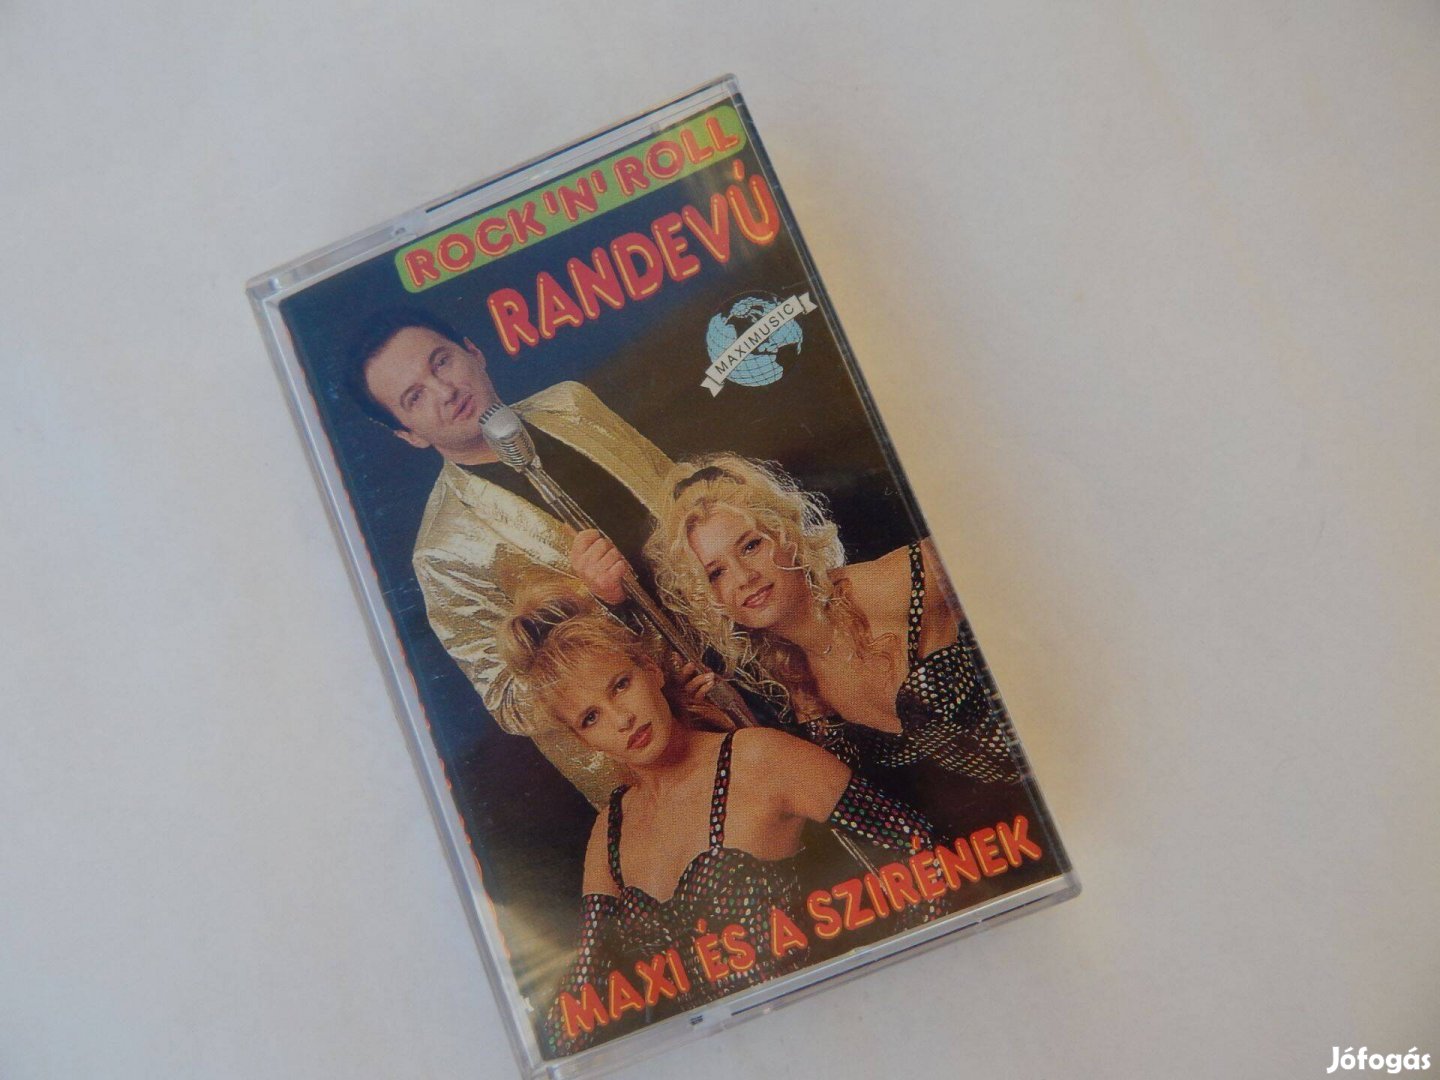 ROCK 'N' ROLL
RANDEVÚ
MAXIMUSIC
MAXI ÉS A SZIRÉNEK
Jófogás